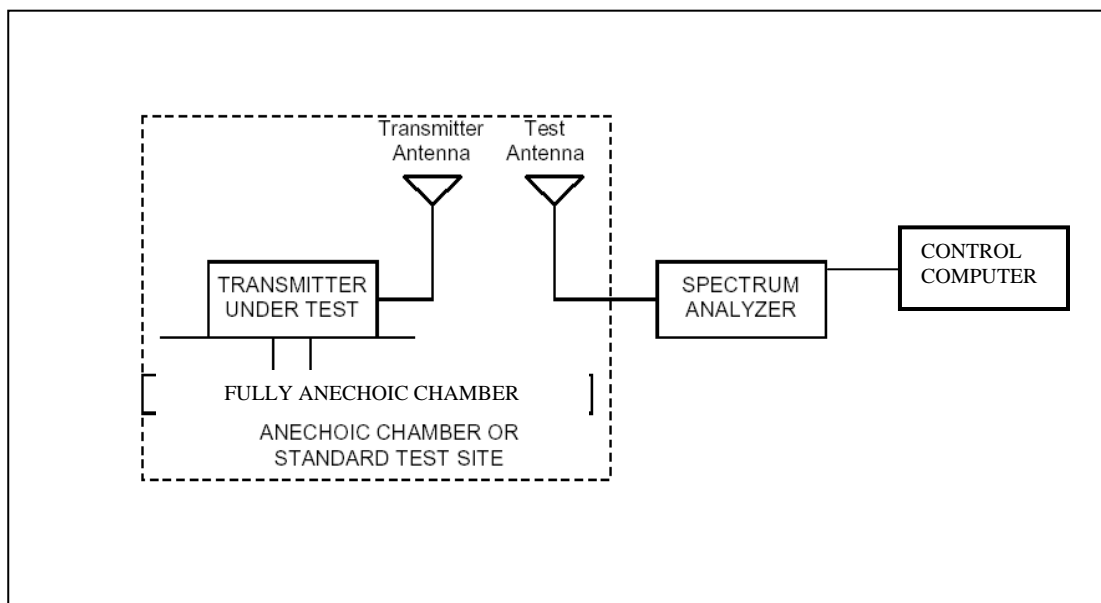 Transmitter
Antenna
Test
Antenna
TRANSMITTER
UNDER TEST
SPECTRUM
ANALYZER
CONTROL
COMPUTER
FULLY ANECHOIC CHAMBER
ANECHOIC CHAMBER OR
STANDARD TEST SITE